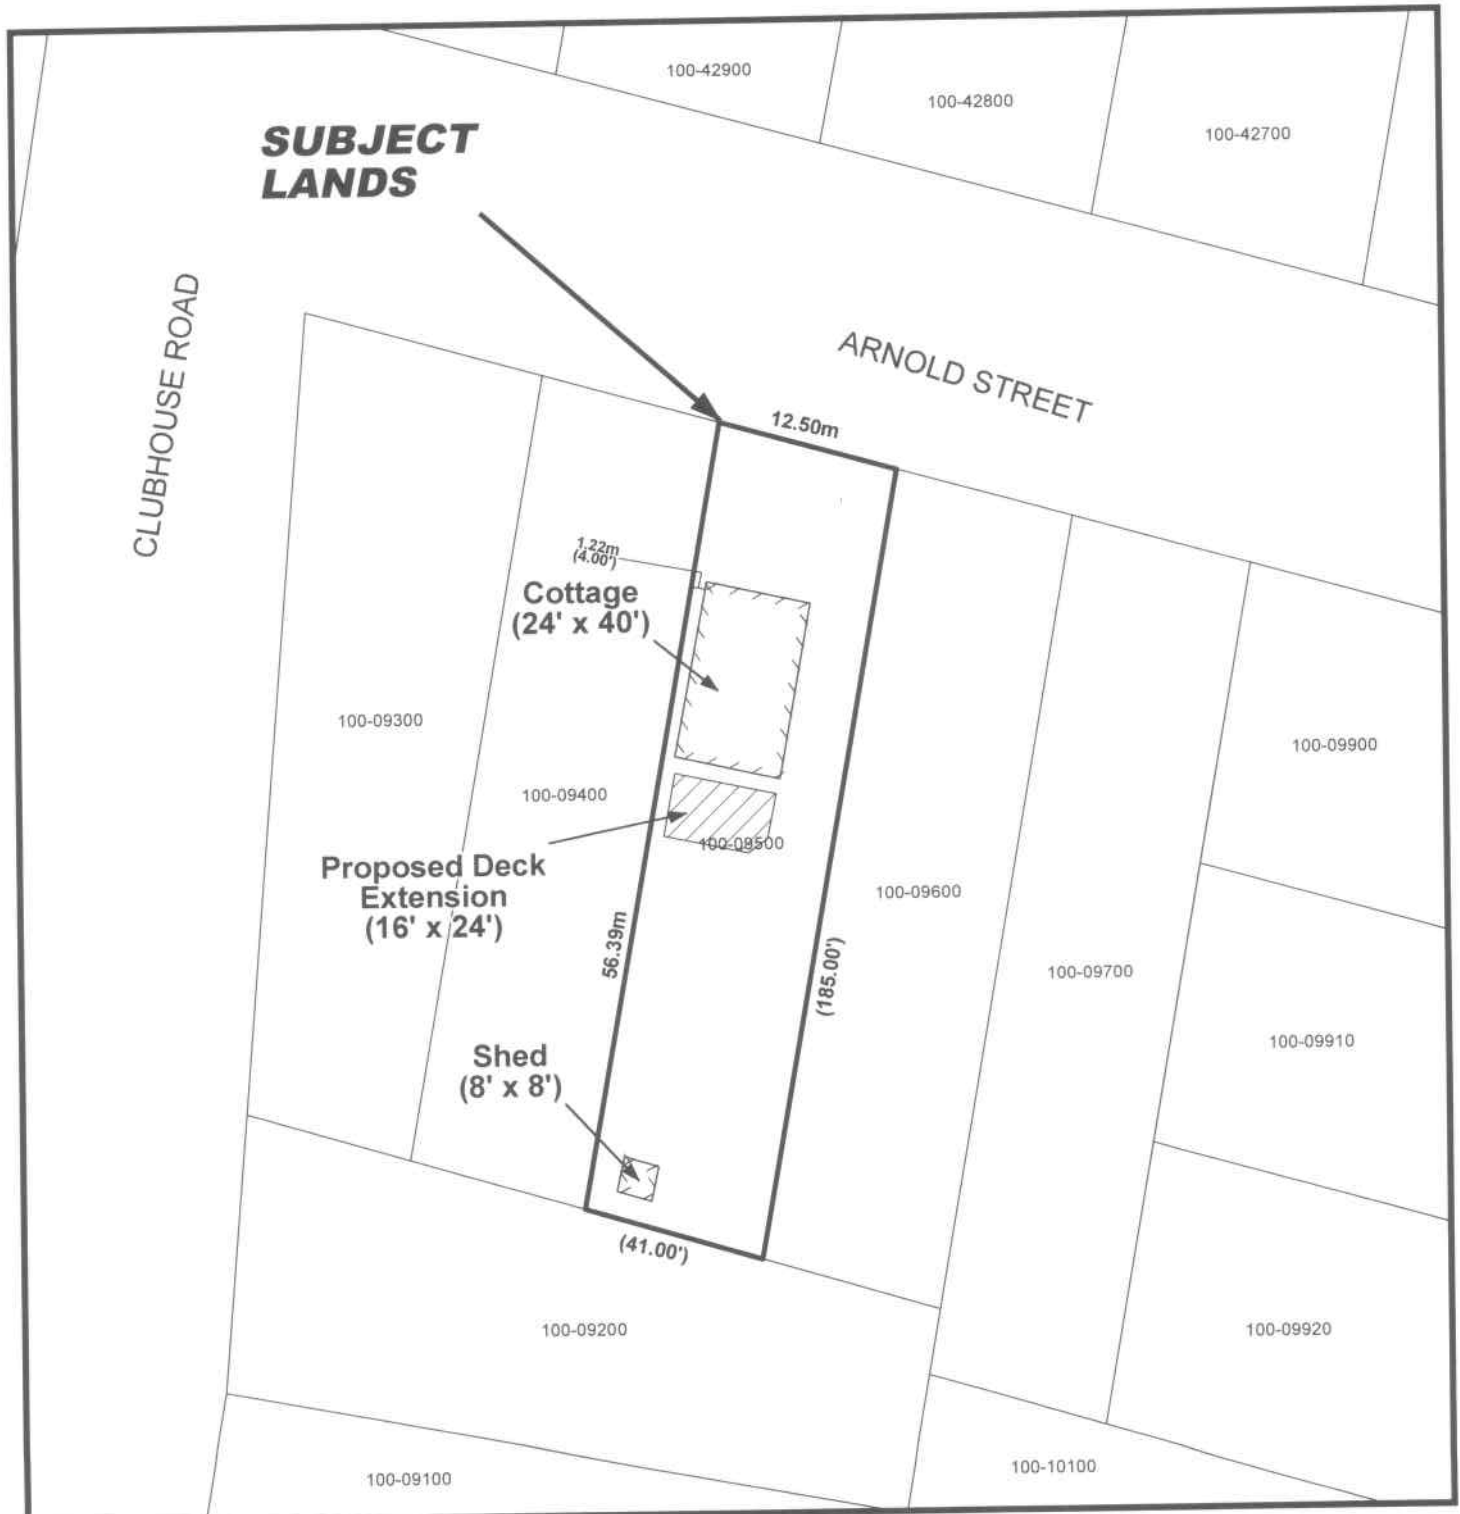 100-42900
100-42800
100-42700
SUBJECT
LANDS
CLUBHOUSE ROAD
ARNOLD STREET
12.50m
1.22m
(4.00')
Cottage
(24' x 40')
100-09300
100-09400
100-09900
Proposed Deck
Extension
(16' x 24')
100-09500
100-09600
56.39m
(185.00')
100-09700
100-09910
Shed
(8' x 8')
(41.00')
100-09200
100-09920
100-09100
100-10100